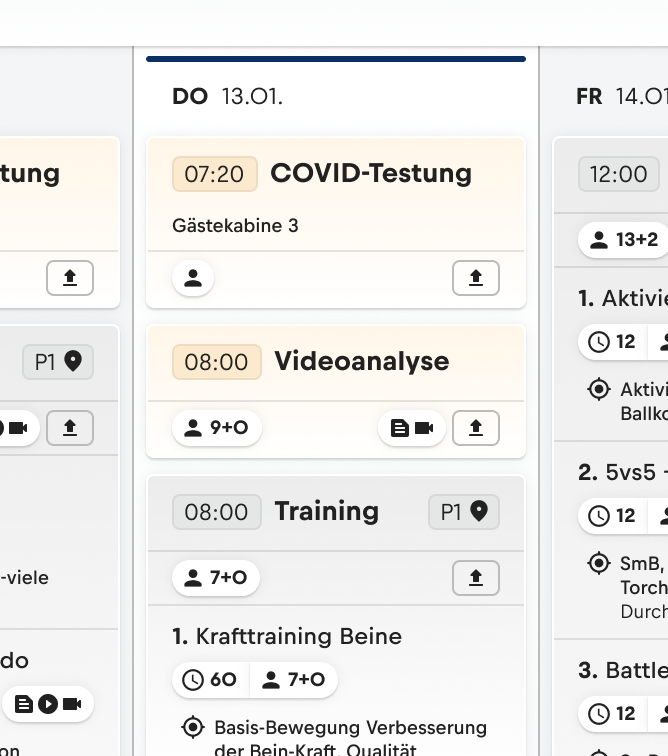 tung
P1
-viele
do
on
DO 13.01.
07:20 COVID-Testung
Gästekabine 3
08:00 Videoanalyse
9+0
08:00 Training P1
7+0
1. Krafttraining Beine
60 7+0
Basis-Bewegung Verbesserung
der Bein-Kraft, Qualität
FR 14.01
12:00
13+2
1. Aktivie
12
Aktivi
Ballko
2. 5vs5 -
12
SmB,
Torch
Durch
3. Battle
12